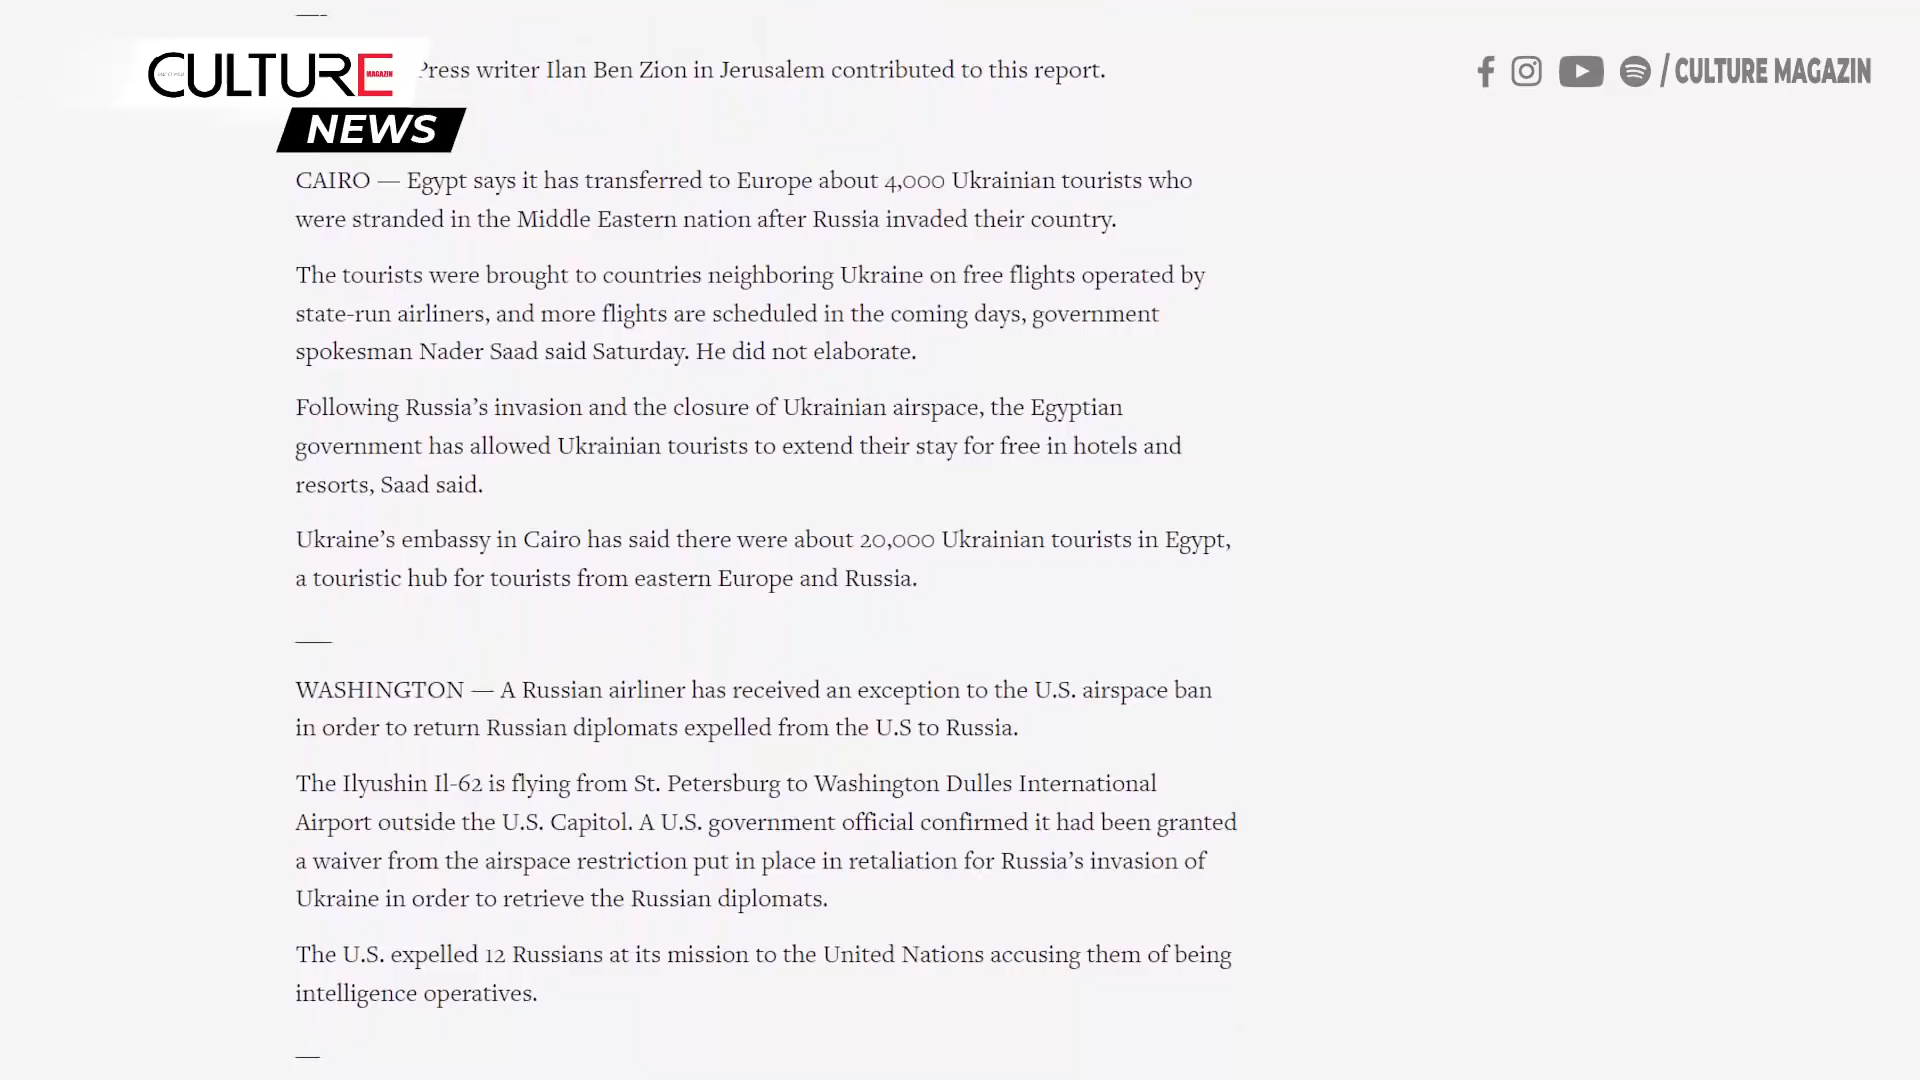 CULTURE
MAGAZIN
NEWS
Press writer Ilan Ben Zion in Jerusalem contributed to this report.
/ CULTURE MAGAZIN
CAIRO — Egypt says it has transferred to Europe about 4,000 Ukrainian tourists who
were stranded in the Middle Eastern nation after Russia invaded their country.
The tourists were brought to countries neighboring Ukraine on free flights operated by
state-run airliners, and more flights are scheduled in the coming days, government
spokesman Nader Saad said Saturday. He did not elaborate.
Following Russia’s invasion and the closure of Ukrainian airspace, the Egyptian
government has allowed Ukrainian tourists to extend their stay for free in hotels and
resorts, Saad said.
Ukraine’s embassy in Cairo has said there were about 20,000 Ukrainian tourists in Egypt,
a touristic hub for tourists from eastern Europe and Russia.
WASHINGTON — A Russian airliner has received an exception to the U.S. airspace ban
in order to return Russian diplomats expelled from the U.S to Russia.
The Ilyushin Il-62 is flying from St. Petersburg to Washington Dulles International
Airport outside the U.S. Capitol. A U.S. government official confirmed it had been granted
a waiver from the airspace restriction put in place in retaliation for Russia’s invasion of
Ukraine in order to retrieve the Russian diplomats.
The U.S. expelled 12 Russians at its mission to the United Nations accusing them of being
intelligence operatives.